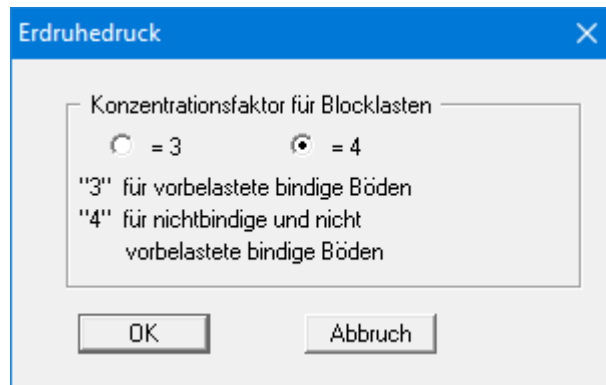 Erdruhedruck
Konzentrationsfaktor für Blocklasten
= 3 = 4
"3" für vorbelastete bindige Böden
"4" für nichtbindige und nicht
vorbelastete bindige Böden
OK Abbruch